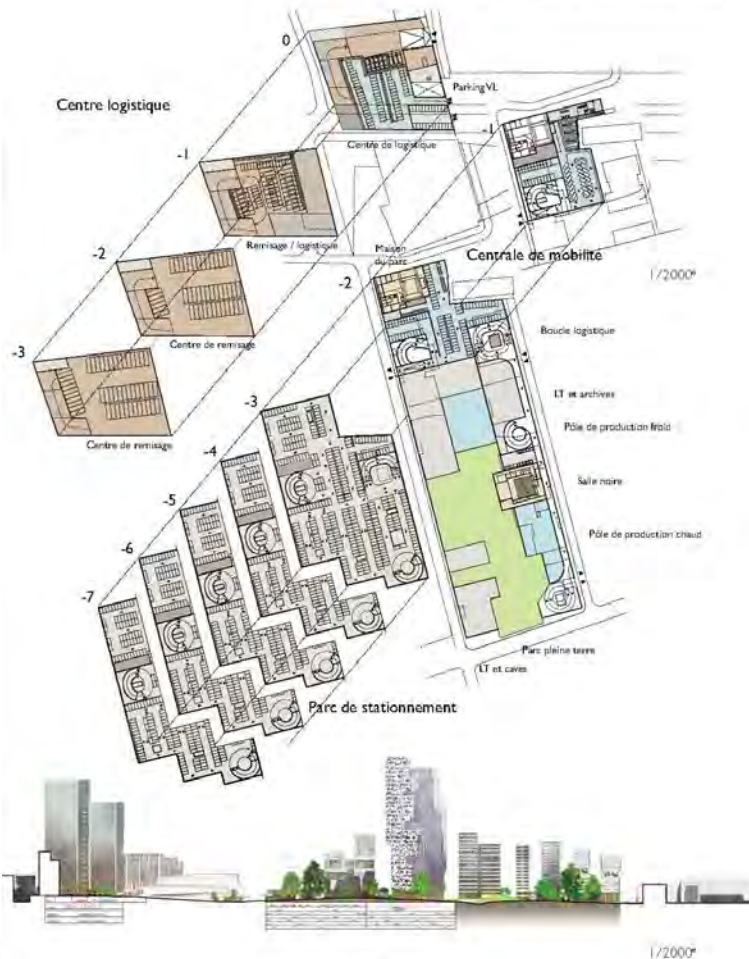 0
Centre logistique
Parking VL
-1
Centre de logistique
-1
Remisage / logistique
Maison
du parc
Centrale de mobilité
-2
-2
1/2000e
Boucle logistique
Centre de remisage
-3
-3
LT et archives
Pôle de production froid
-4
Centre de remisage
Salle noire
-5
Pôle de production chaud
-6
-7
Parc pleine terre
LT et caves
Parc de stationnement
1/2000e